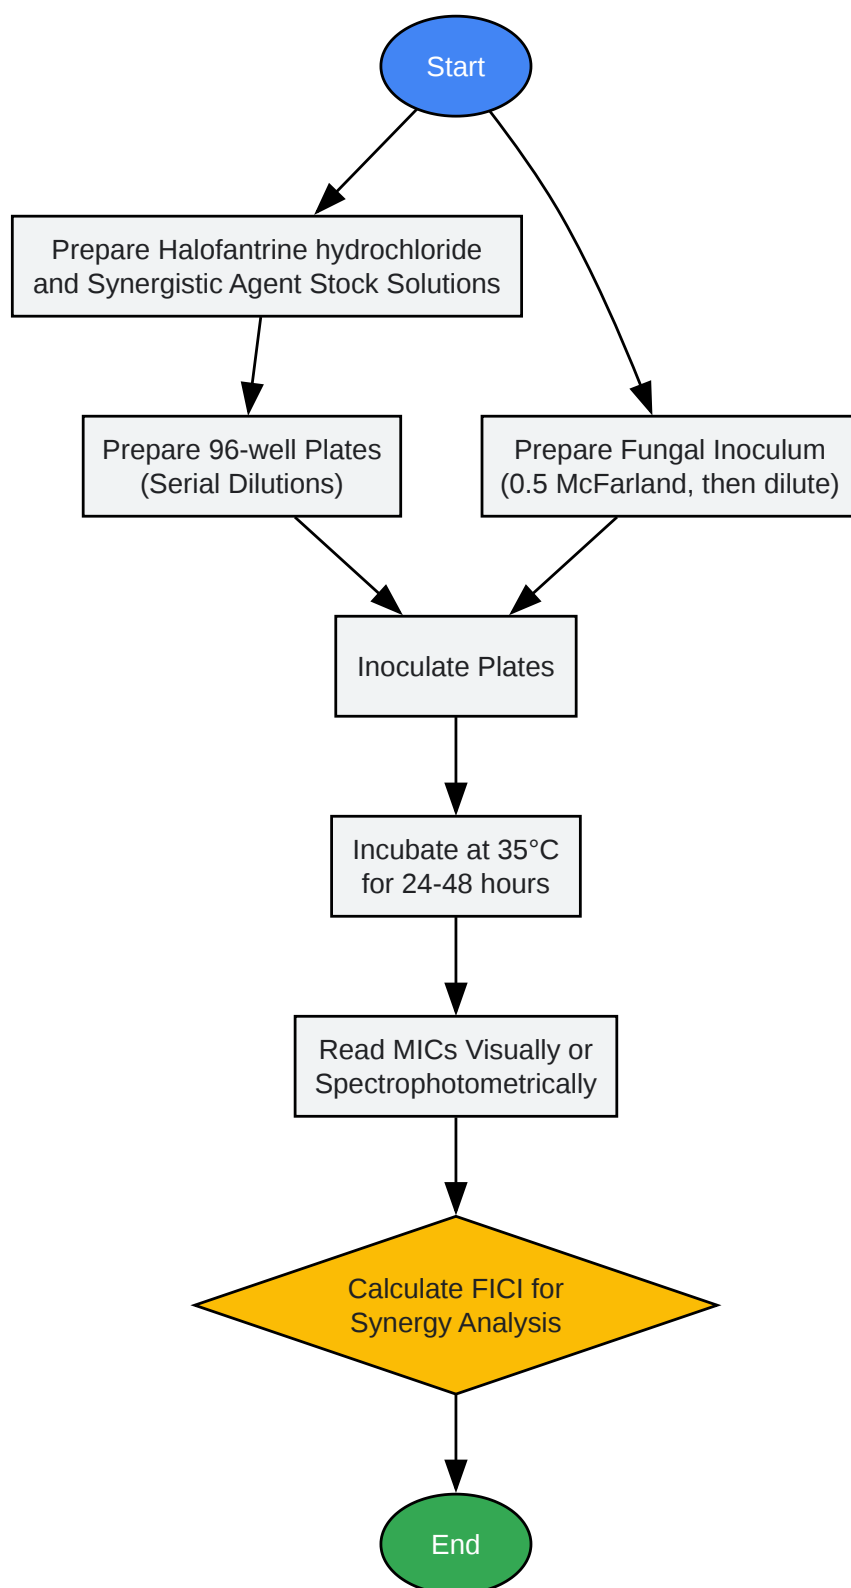 Start
Prepare Halofantrine hydrochloride
and Synergistic Agent Stock Solutions
Prepare 96-well Plates
(Serial Dilutions)
Prepare Fungal Inoculum
(0.5 McFarland, then dilute)
Inoculate Plates
Incubate at 35°C
for 24-48 hours
Read MICs Visually or
Spectrophotometrically
Calculate FICI for
Synergy Analysis
End